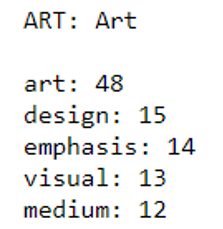 ART: Art
art: 48
design: 15
emphasis: 14
visual: 13
medium: 12